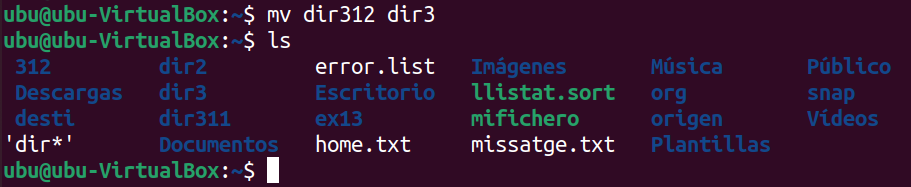 ubu@ubu-VirtualBox:~$ mv dir312 dir3
ubu@ubu-VirtualBox:~$ ls
312 dir2 error.list Imágenes Música Público
Descargas dir3 Escritorio llistat.sort org snap
desti dir311 ex13 mifichero origen Vídeos
'dir*' Documentos home.txt missatge.txt Plantillas
ubu@ubu-VirtualBox:~$